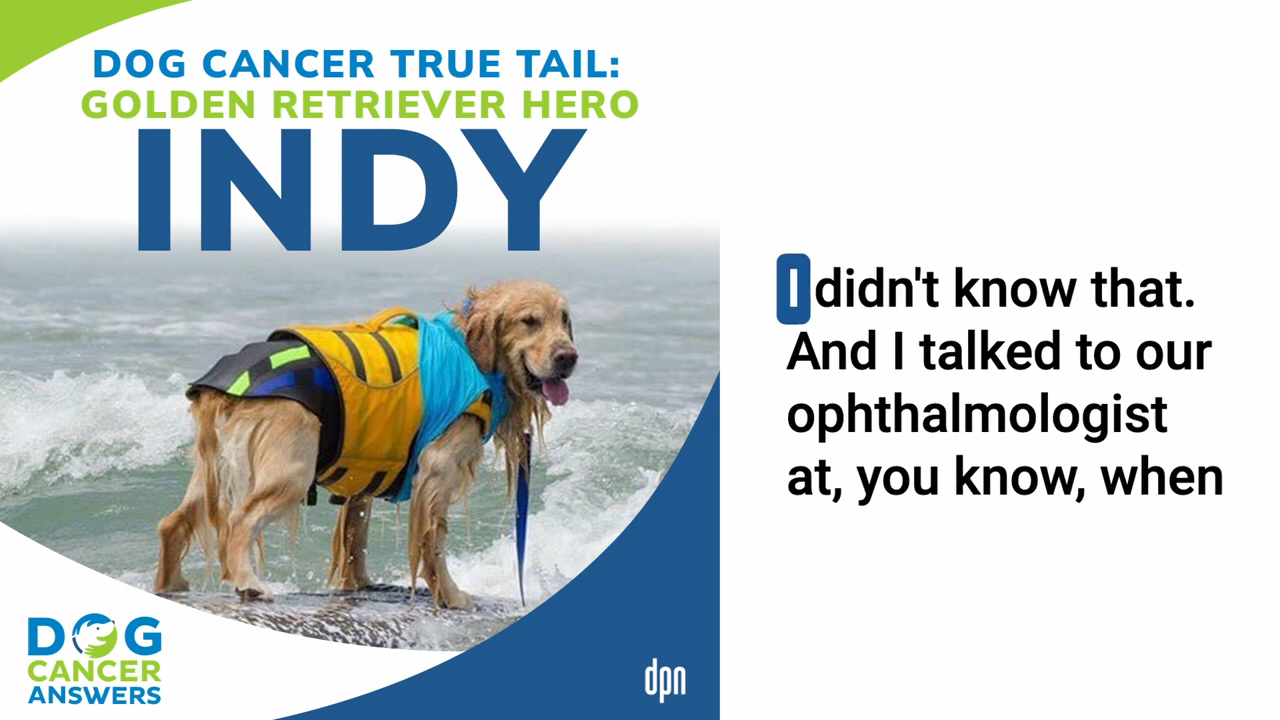 DOG CANCER TRUE TAIL:
GOLDEN RETRIEVER HERO
INDY
I didn't know that.
And I talked to our
ophthalmologist
at, you know, when
DOG
CANCER
ANSWERS
dpn